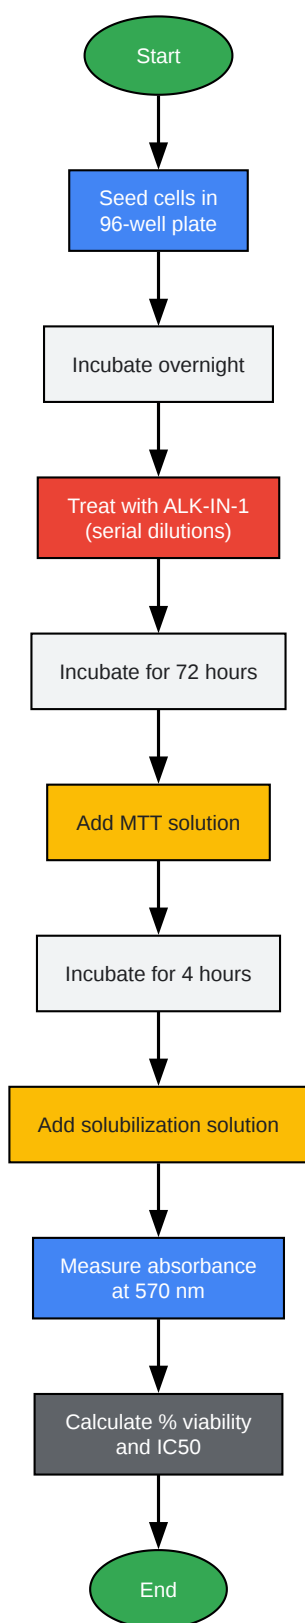 Start
Seed cells in
96-well plate
Incubate overnight
Treat with ALK-IN-1
(serial dilutions)
Incubate for 72 hours
Add MTT solution
Incubate for 4 hours
Add solubilization solution
Measure absorbance
at 570 nm
Calculate % viability
and IC50
End